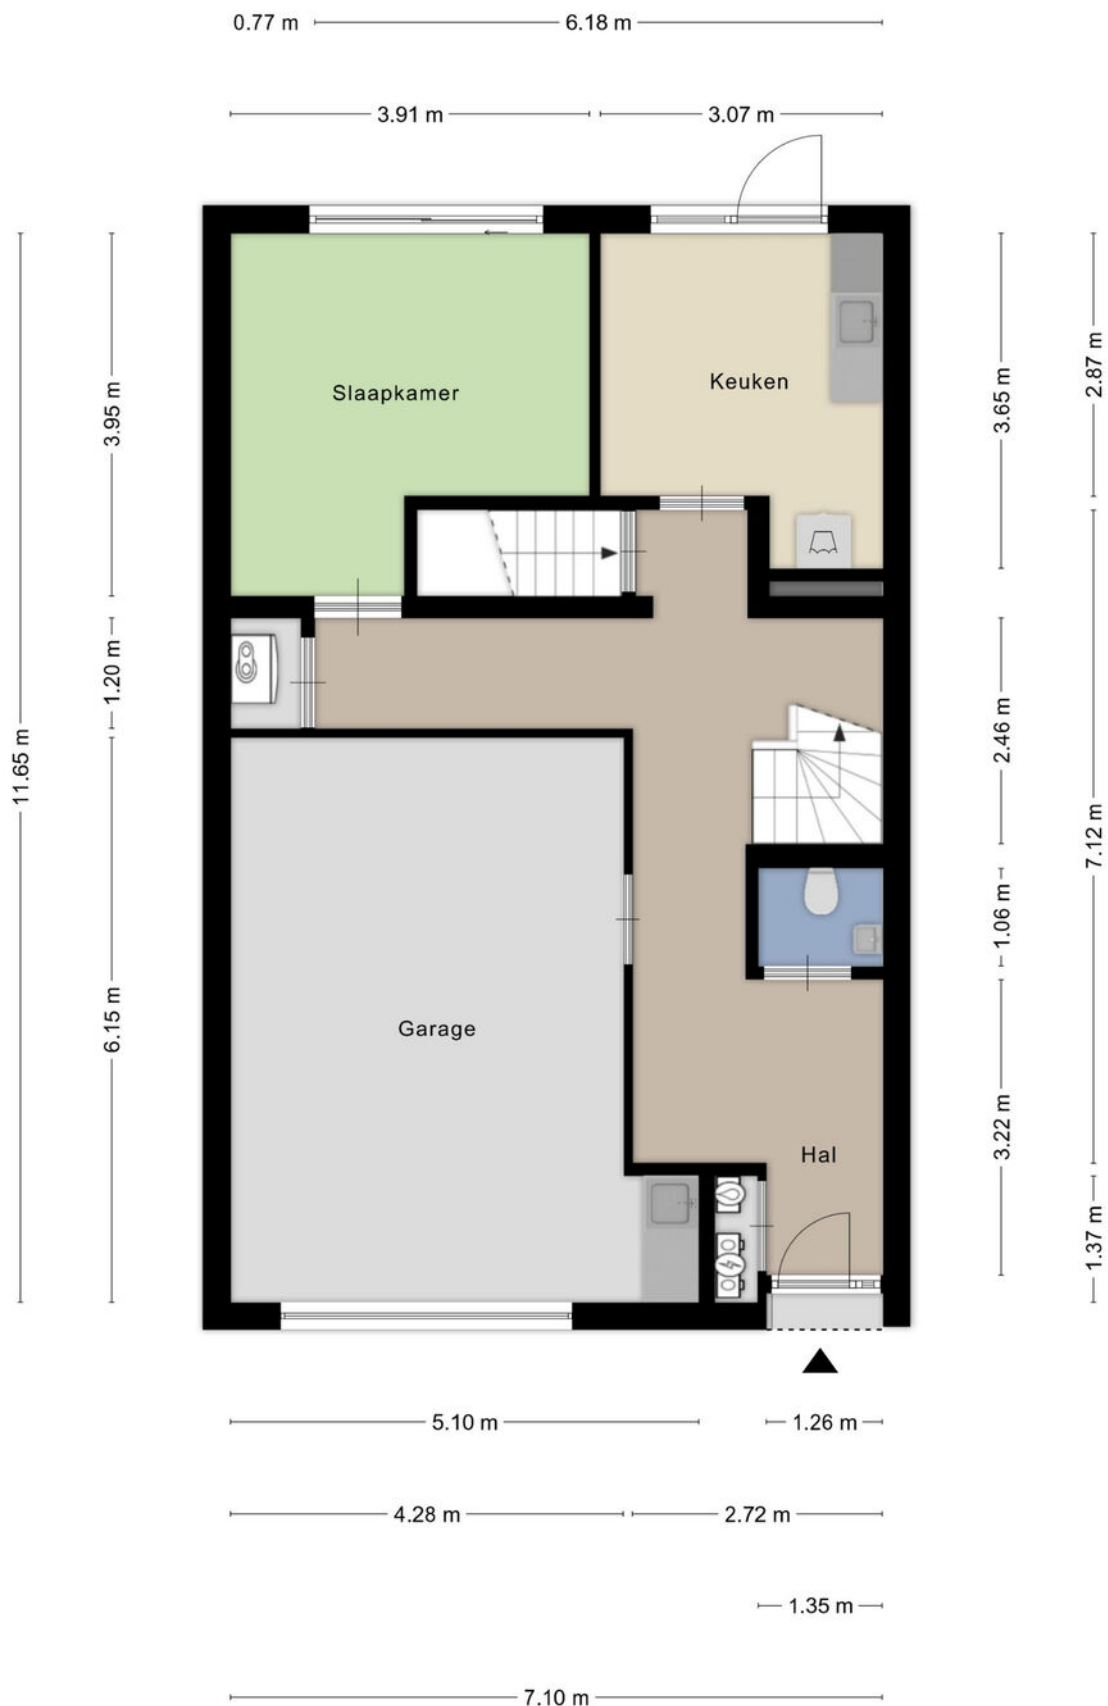 0.77 m
6.18 m
3.91 m
3.07 m
Slaapkamer
Keuken
3.95 m
3.65 m
2.87 m
1.20 m
11.65 m
2.46 m
7.12 m
1.06 m
6.15 m
Garage
3.22 m
Hal
1.37 m
5.10 m
1.26 m
4.28 m
2.72 m
1.35 m
7.10 m